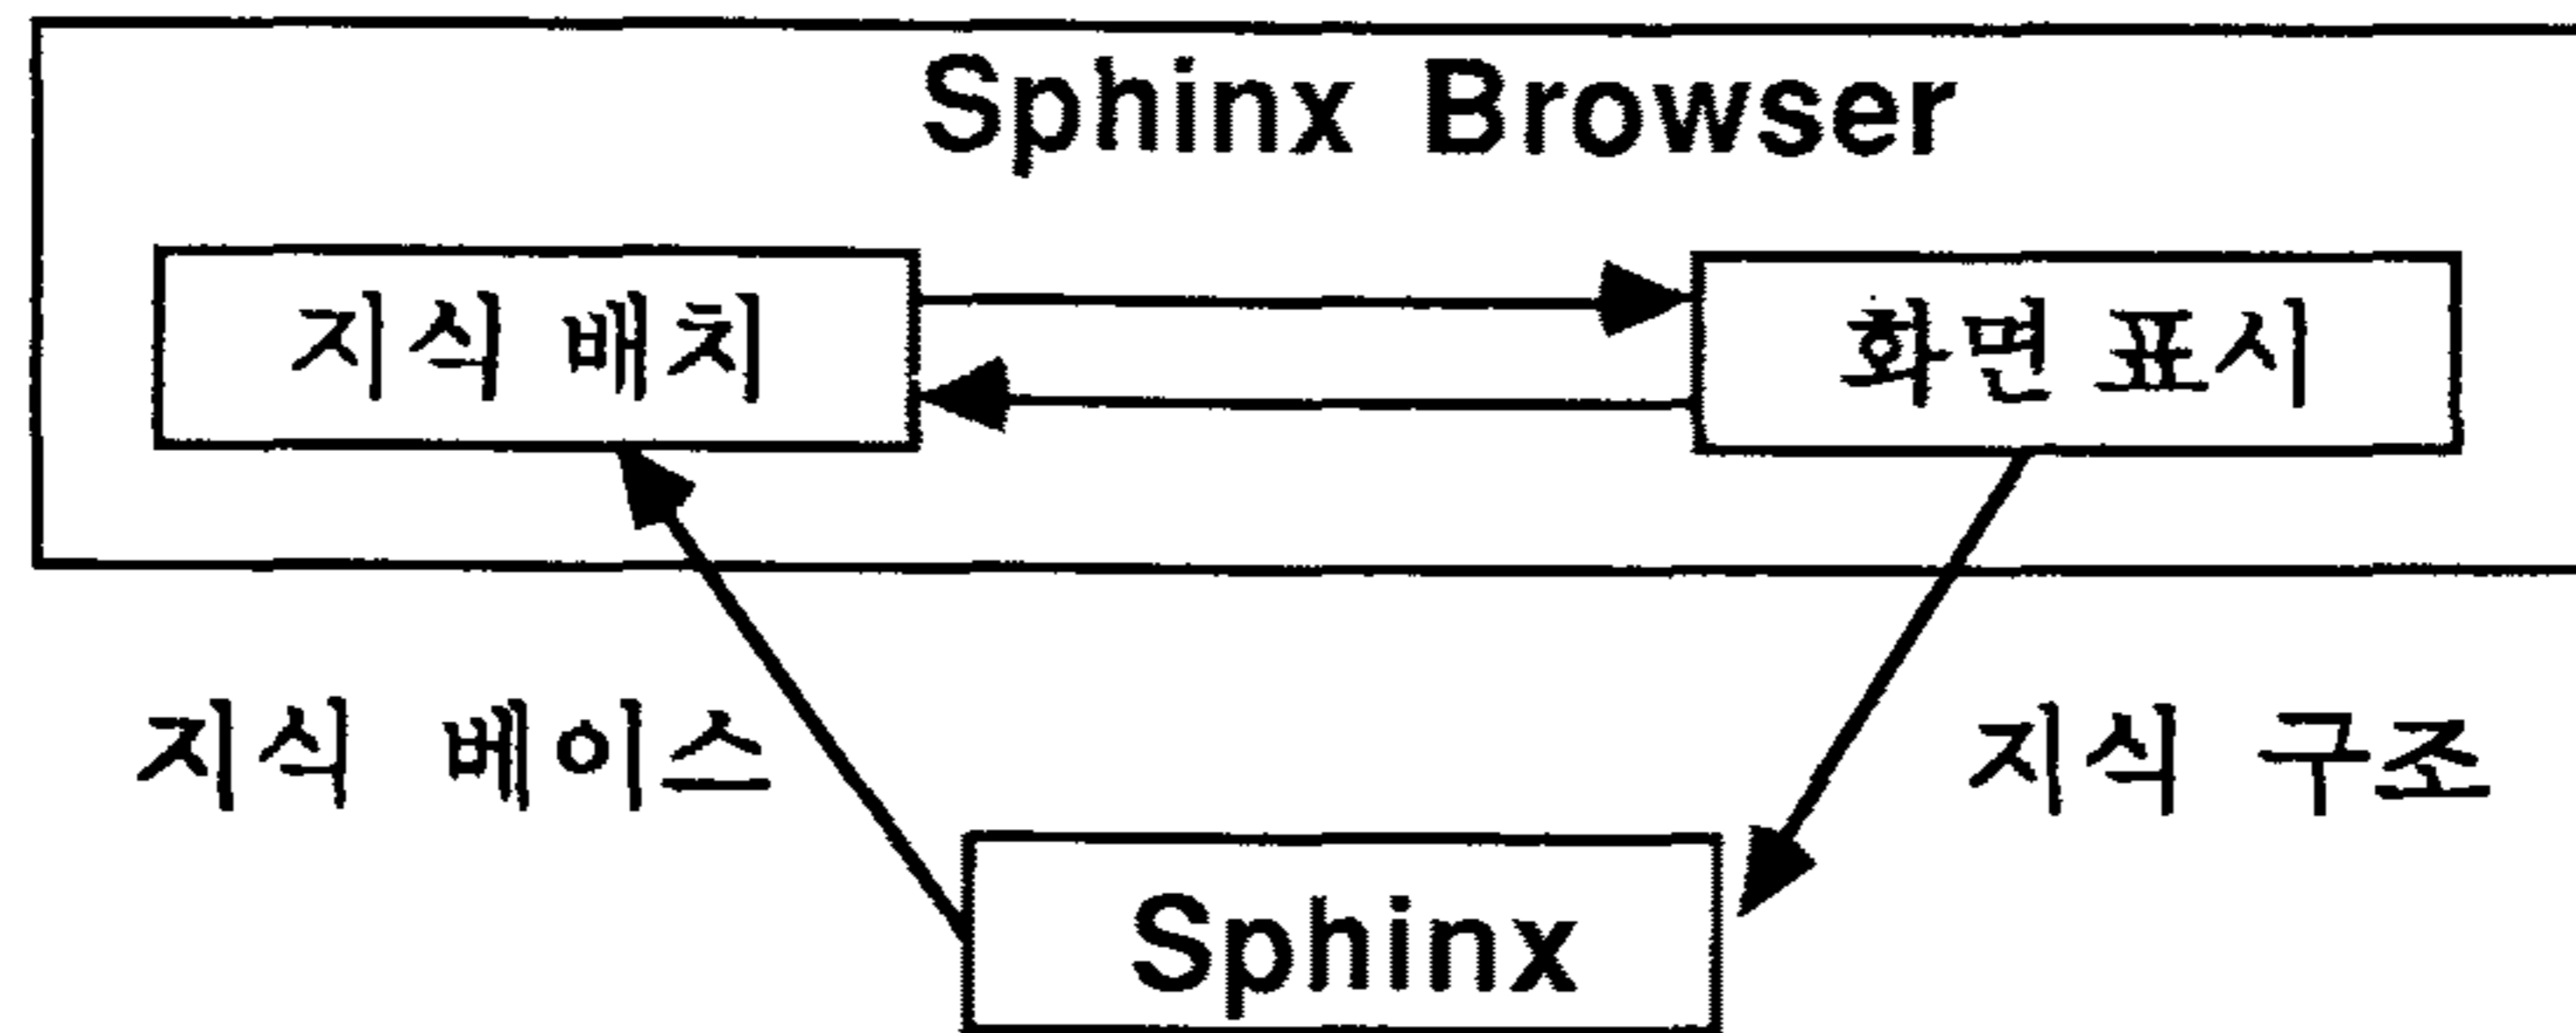 Sphinx Browser
지식 배치
화면 표시
지식 베이스
지식 구조
Sphinx